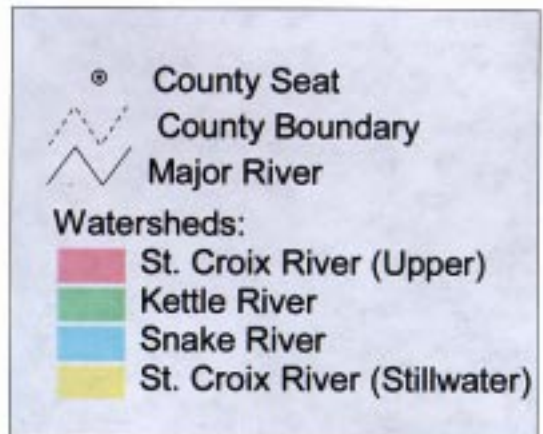 County Seat
County Boundary
Major River
Watersheds:
St. Croix River (Upper)
Kettle River
Snake River
St. Croix River (Stillwater)